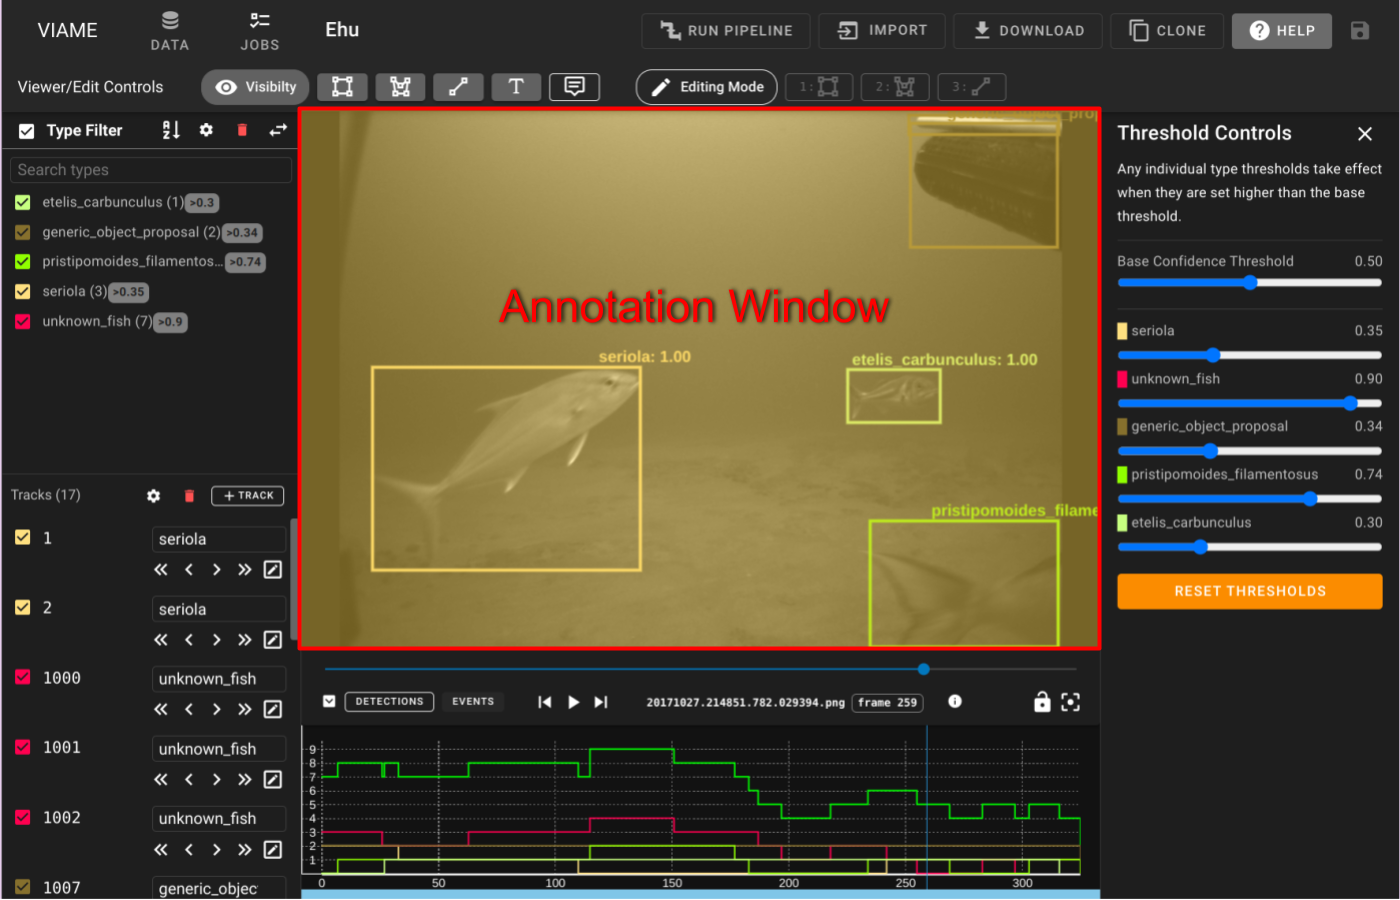 VIAME
DATA
JOBS
Ehu
RUN PIPELINE
IMPORT
DOWNLOAD
CLONE
HELP
Viewer/Edit Controls
Visibilty
T
Editing Mode
1:
2:
3:
Type Filter
Search types
etelis_carbunculus (1) >0.3
generic_object_proposal (2) >0.34
pristipomoides_filamentos... >0.74
seriola (3) >0.35
unknown_fish (7) >0.9
Tracks (17)
+ TRACK
1 seriola
2 seriola
1000 unknown_fish
1001 unknown_fish
1002 unknown_fish
1007 generic_objec
Annotation Window
seriola: 1.00
etelis_carbunculus: 1.00
pristipomoides_filame
DETECTIONS
EVENTS
20171027.214851.782.029394.png
frame 259
9
8
7
6
5
4
3
2
1
0 50 100 150 200 250 300
Threshold Controls
Any individual type thresholds take effect
when they are set higher than the base
threshold.
Base Confidence Threshold 0.50
seriola 0.35
unknown_fish 0.90
generic_object_proposal 0.34
pristipomoides_filamentosus 0.74
etelis_carbunculus 0.30
RESET THRESHOLDS